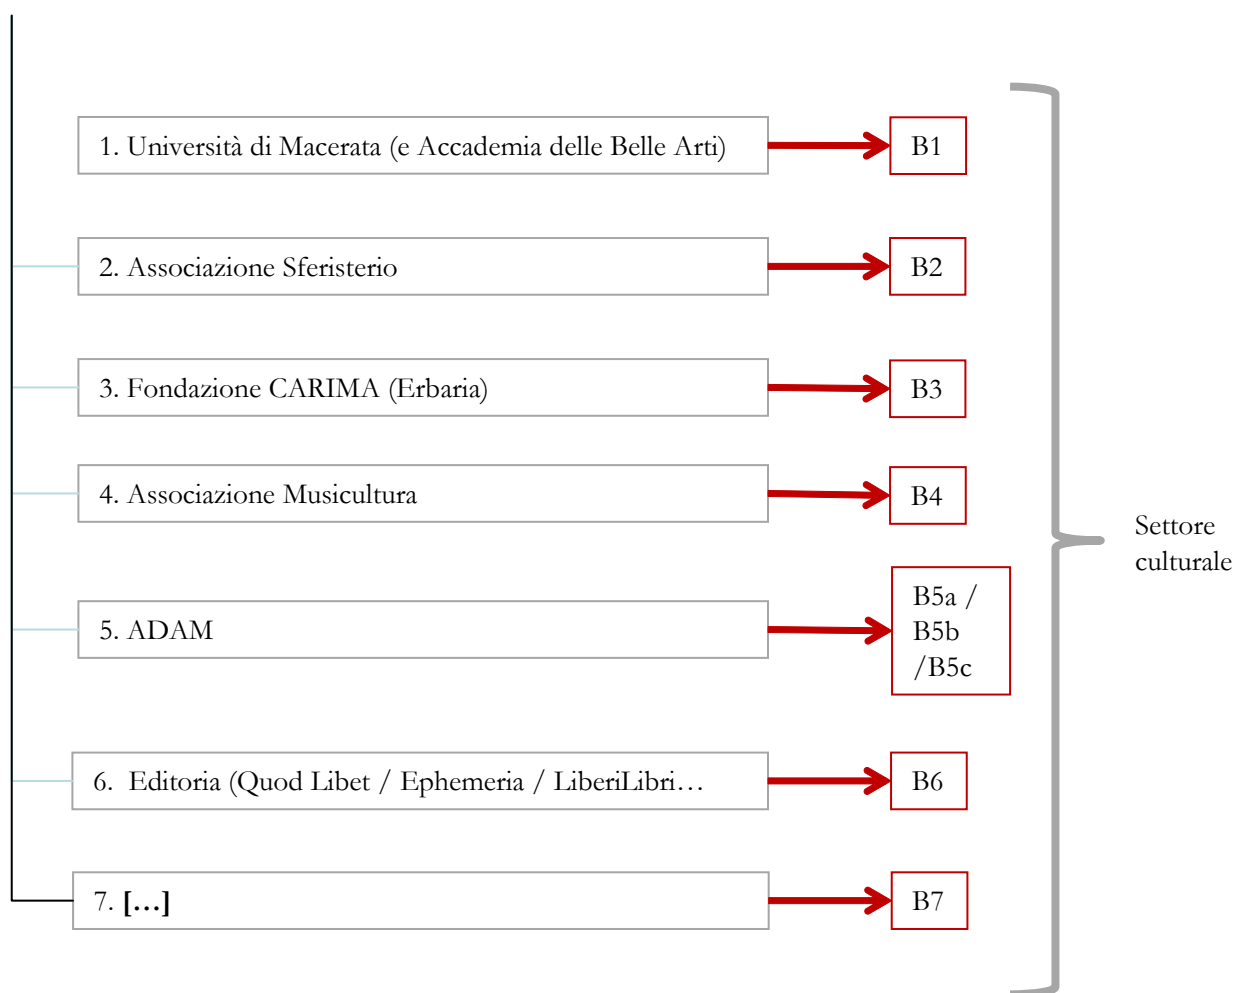 1. Università di Macerata (e Accademia delle Belle Arti)
B1
2. Associazione Sferisterio
B2
3. Fondazione CARIMA (Erbaria)
B3
4. Associazione Musicultura
B4
Settore
culturale
5. ADAM
B5a /
B5b
/B5c
6. Editoria (Quod Libet / Ephemeria / LiberiLibri…
B6
7. […]
B7